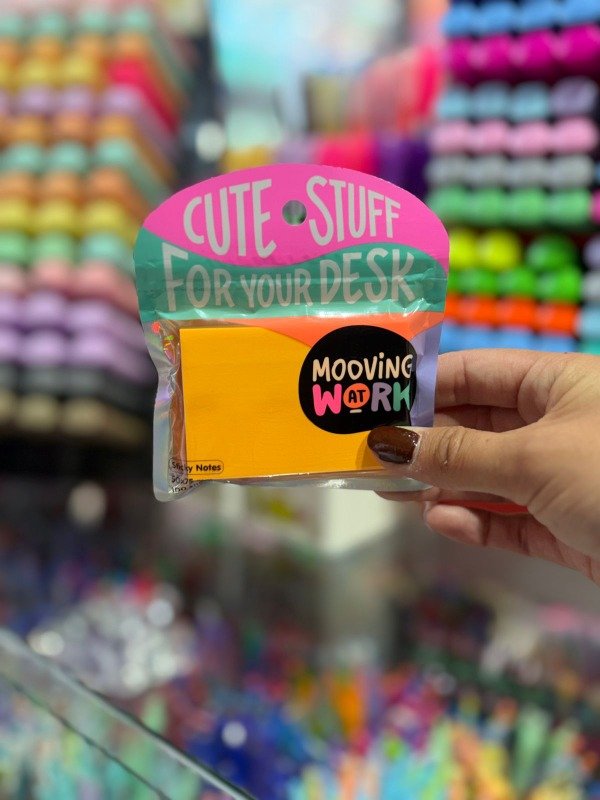 CUTE STUFF
FOR YOUR DESK
MOOVING
AT
WORK
Sticky Notes